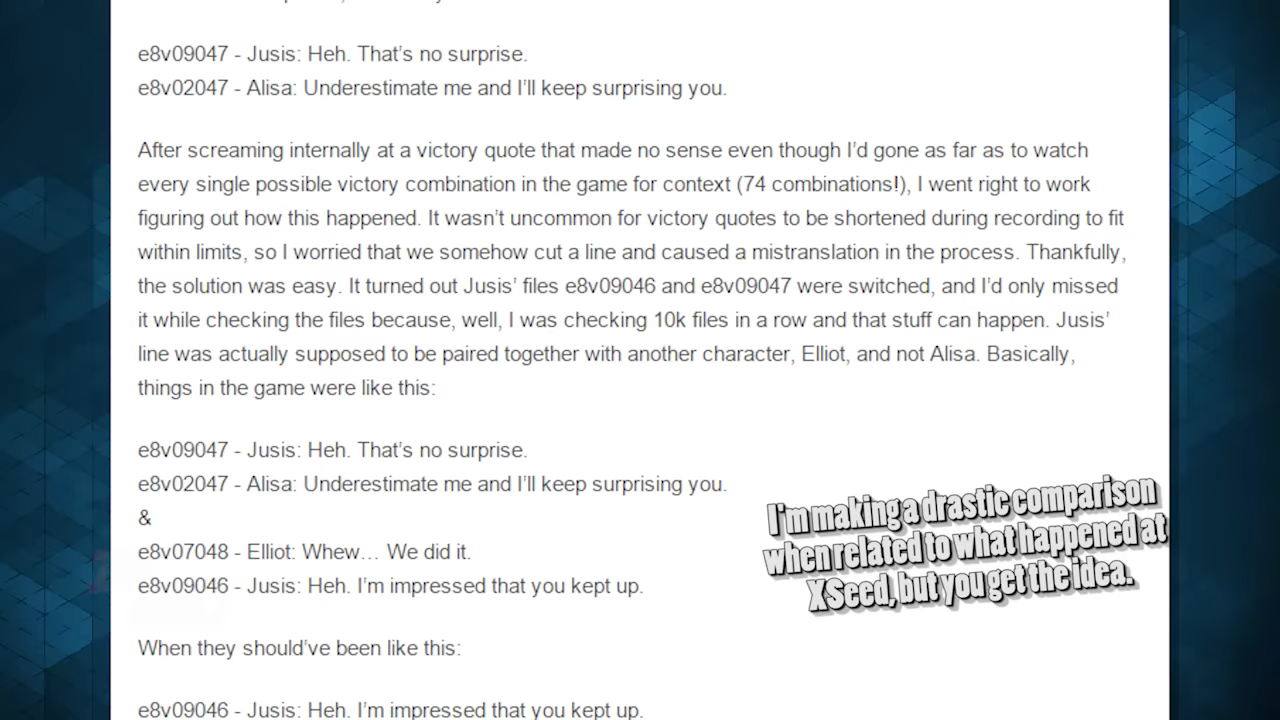 e8v09047 - Jusis: Heh. That’s no surprise.
e8v02047 - Alisa: Underestimate me and I’ll keep surprising you.
After screaming internally at a victory quote that made no sense even though I’d gone as far as to watch
every single possible victory combination in the game for context (74 combinations!), I went right to work
figuring out how this happened. It wasn’t uncommon for victory quotes to be shortened during recording to fit
within limits, so I worried that we somehow cut a line and caused a mistranslation in the process. Thankfully,
the solution was easy. It turned out Jusis’ files e8v09046 and e8v09047 were switched, and I’d only missed
it while checking the files because, well, I was checking 10k files in a row and that stuff can happen. Jusis’
line was actually supposed to be paired together with another character, Elliot, and not Alisa. Basically,
things in the game were like this:
e8v09047 - Jusis: Heh. That’s no surprise.
e8v02047 - Alisa: Underestimate me and I’ll keep surprising you.
&
e8v07048 - Elliot: Whew… We did it.
e8v09046 - Jusis: Heh. I’m impressed that you kept up.
I'm making a drastic comparison
when related to what happened at
XSeed, but you get the idea.
When they should’ve been like this:
e8v09046 - Jusis: Heh. I’m impressed that you kept up.